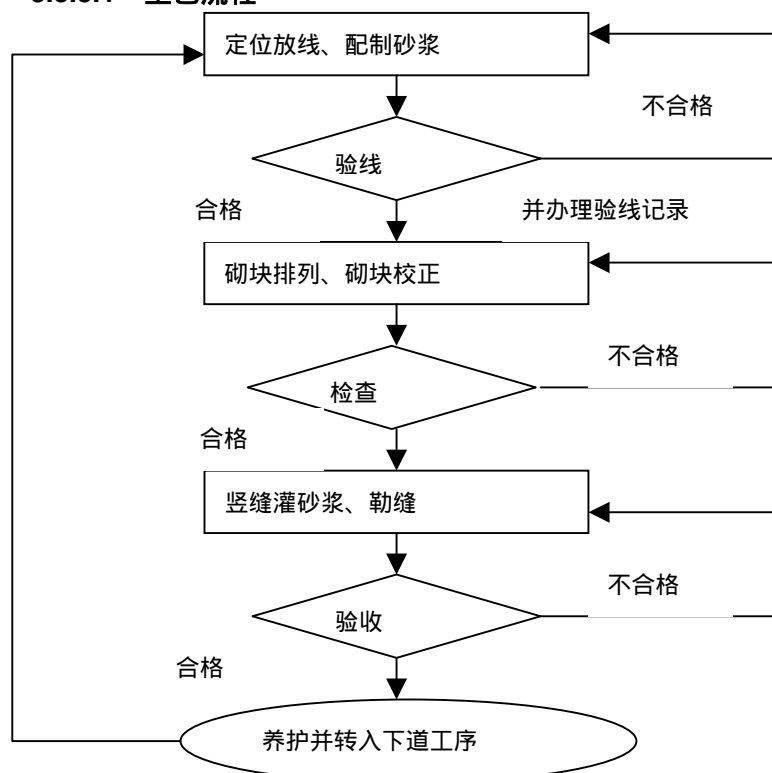 定位放线、配制砂浆
不合格
验线
合格
并办理验线记录
砌块排列、砌块校正
不合格
检查
合格
竖缝灌砂浆、勒缝
不合格
验收
合格
养护并转入下道工序